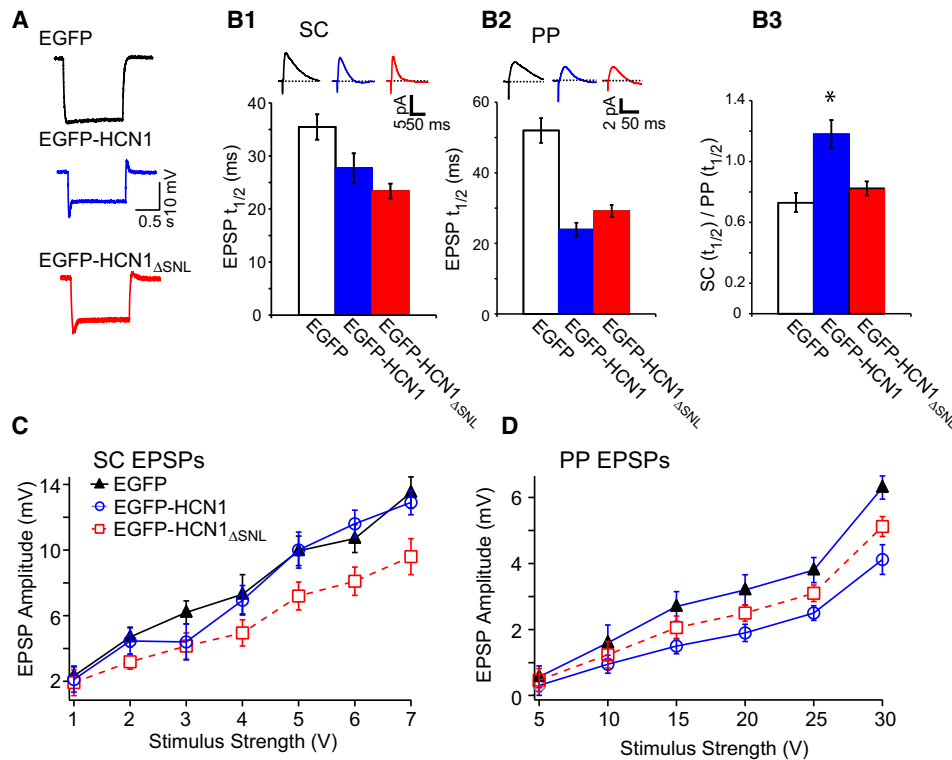 A
EGFP
EGFP-HCN1
10 mV
0.5 s
EGFP-HCN1ΔSNL
B1
SC
5 pA
50 ms
EPSP t1/2 (ms)
40
30
20
10
0
EGFP
EGFP-HCN1
EGFP-HCN1ΔSNL
B2
PP
2 pA
50 ms
EPSP t1/2 (ms)
60
40
20
0
EGFP
EGFP-HCN1
EGFP-HCN1ΔSNL
B3
*
SC (t1/2) / PP (t1/2)
1.4
1.0
0.6
0.4
0
EGFP
EGFP-HCN1
EGFP-HCN1ΔSNL
C
SC EPSPs
EGFP
EGFP-HCN1
EGFP-HCN1ΔSNL
EPSP Amplitude (mV)
14
10
6
2
1 2 3 4 5 6 7
Stimulus Strength (V)
D
PP EPSPs
EPSP Amplitude (mV)
6
4
2
0
5 10 15 20 25 30
Stimulus Strength (V)